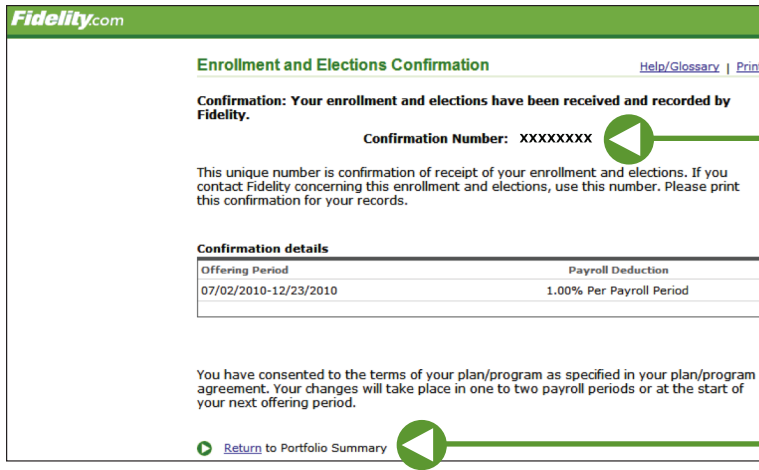 Fidelity.com
Enrollment and Elections Confirmation Help/Glossary | Print
Confirmation: Your enrollment and elections have been received and recorded by
Fidelity.
Confirmation Number: XXXXXXXX
This unique number is confirmation of receipt of your enrollment and elections. If you
contact Fidelity concerning this enrollment and elections, use this number. Please print
this confirmation for your records.
Confirmation details
Offering Period Payroll Deduction
07/02/2010-12/23/2010 1.00% Per Payroll Period
You have consented to the terms of your plan/program as specified in your plan/program
agreement. Your changes will take place in one to two payroll periods or at the start of
your next offering period.
Return to Portfolio Summary